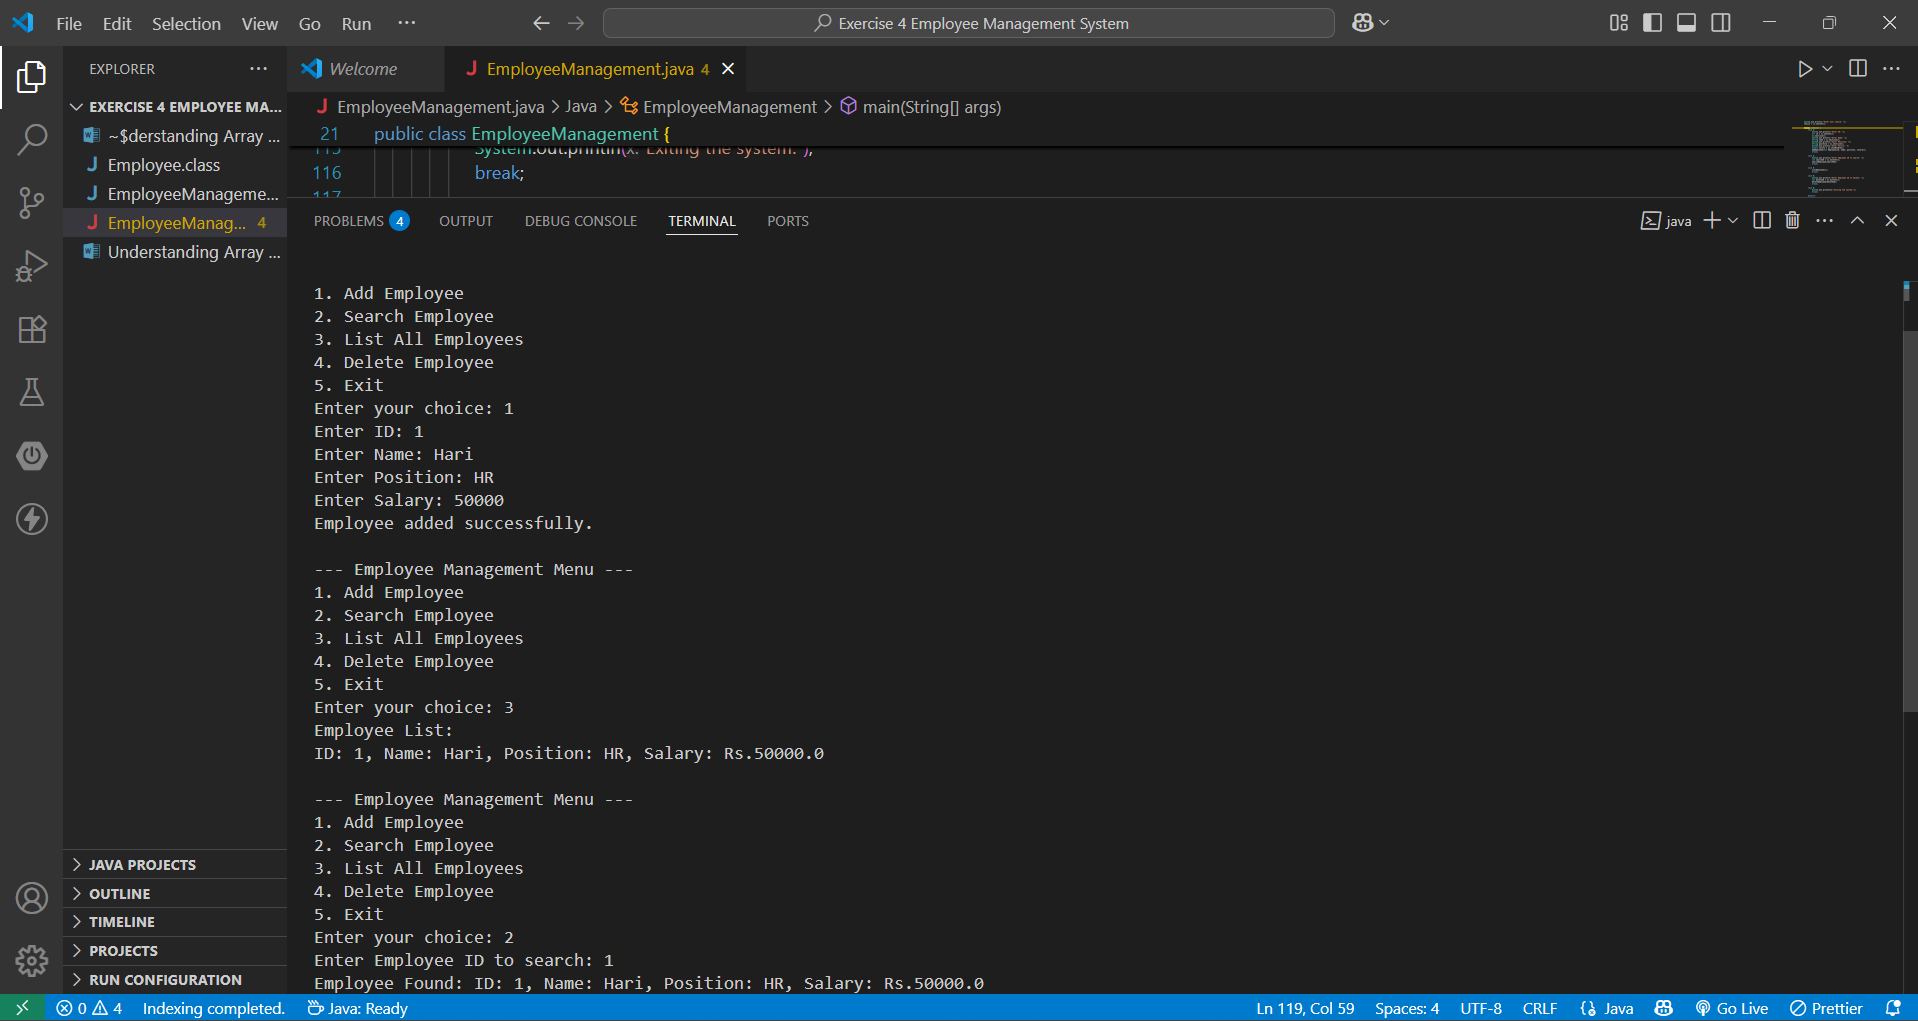 File Edit Selection View Go Run ··· Exercise 4 Employee Management System
EXPLORER ···
EXERCISE 4 EMPLOYEE MA...
~$derstanding Array ...
J Employee.class
J EmployeeManageme...
J EmployeeManag... 4
Understanding Array ...
JAVA PROJECTS
OUTLINE
TIMELINE
PROJECTS
RUN CONFIGURATION
Welcome J EmployeeManagement.java 4
J EmployeeManagement.java > Java > EmployeeManagement > main(String[] args)
21 public class EmployeeManagement {
115 System.out.println(x: "Exiting the system.");
116 break;
117
PROBLEMS 4 OUTPUT DEBUG CONSOLE TERMINAL PORTS java
1. Add Employee
2. Search Employee
3. List All Employees
4. Delete Employee
5. Exit
Enter your choice: 1
Enter ID: 1
Enter Name: Hari
Enter Position: HR
Enter Salary: 50000
Employee added successfully.
--- Employee Management Menu ---
1. Add Employee
2. Search Employee
3. List All Employees
4. Delete Employee
5. Exit
Enter your choice: 3
Employee List:
ID: 1, Name: Hari, Position: HR, Salary: Rs.50000.0
--- Employee Management Menu ---
1. Add Employee
2. Search Employee
3. List All Employees
4. Delete Employee
5. Exit
Enter your choice: 2
Enter Employee ID to search: 1
Employee Found: ID: 1, Name: Hari, Position: HR, Salary: Rs.50000.0
0 4 Indexing completed. Java: Ready Ln 119, Col 59 Spaces: 4 UTF-8 CRLF Java Go Live Prettier